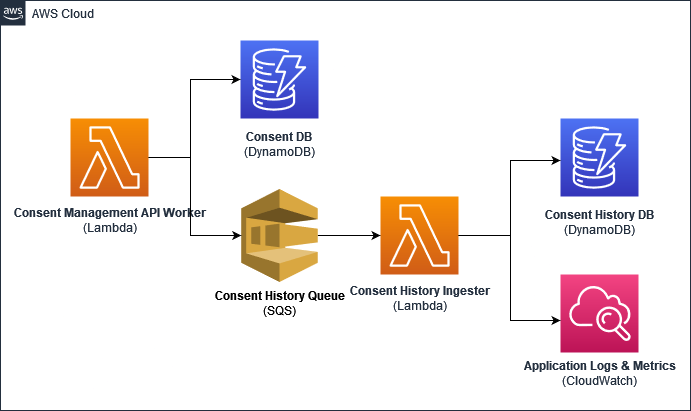 aws
AWS Cloud
Consent DB
(DynamoDB)
Consent Management API Worker
(Lambda)
Consent History Queue
(SQS)
Consent History Ingester
(Lambda)
Consent History DB
(DynamoDB)
Application Logs & Metrics
(CloudWatch)